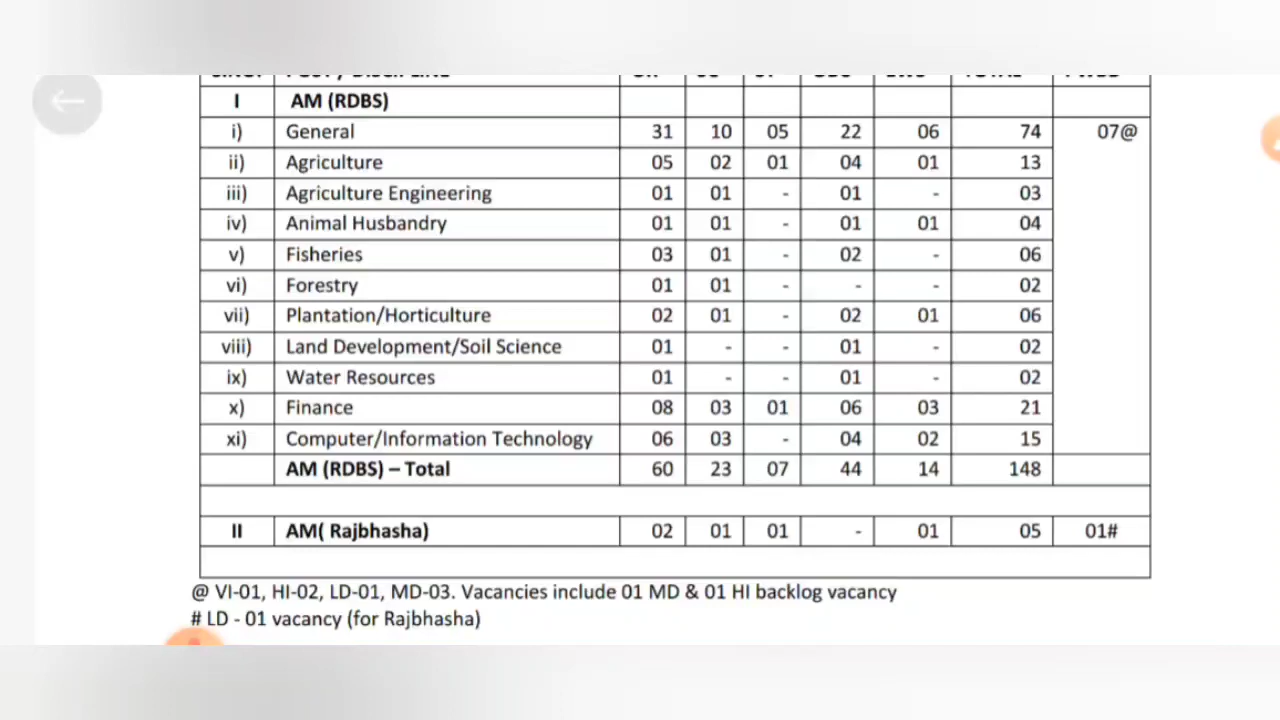 I AM (RDBS)
i) General 31 10 05 22 06 74 07@
ii) Agriculture 05 02 01 04 01 13
iii) Agriculture Engineering 01 01 - 01 - 03
iv) Animal Husbandry 01 01 - 01 01 04
v) Fisheries 03 01 - 02 - 06
vi) Forestry 01 01 - - - 02
vii) Plantation/Horticulture 02 01 - 02 01 06
viii) Land Development/Soil Science 01 - - 01 - 02
ix) Water Resources 01 - - 01 - 02
x) Finance 08 03 01 06 03 21
xi) Computer/Information Technology 06 03 - 04 02 15
AM (RDBS) – Total 60 23 07 44 14 148
II AM( Rajbhasha) 02 01 01 - 01 05 01#
@ VI-01, HI-02, LD-01, MD-03. Vacancies include 01 MD & 01 HI backlog vacancy
# LD - 01 vacancy (for Rajbhasha)